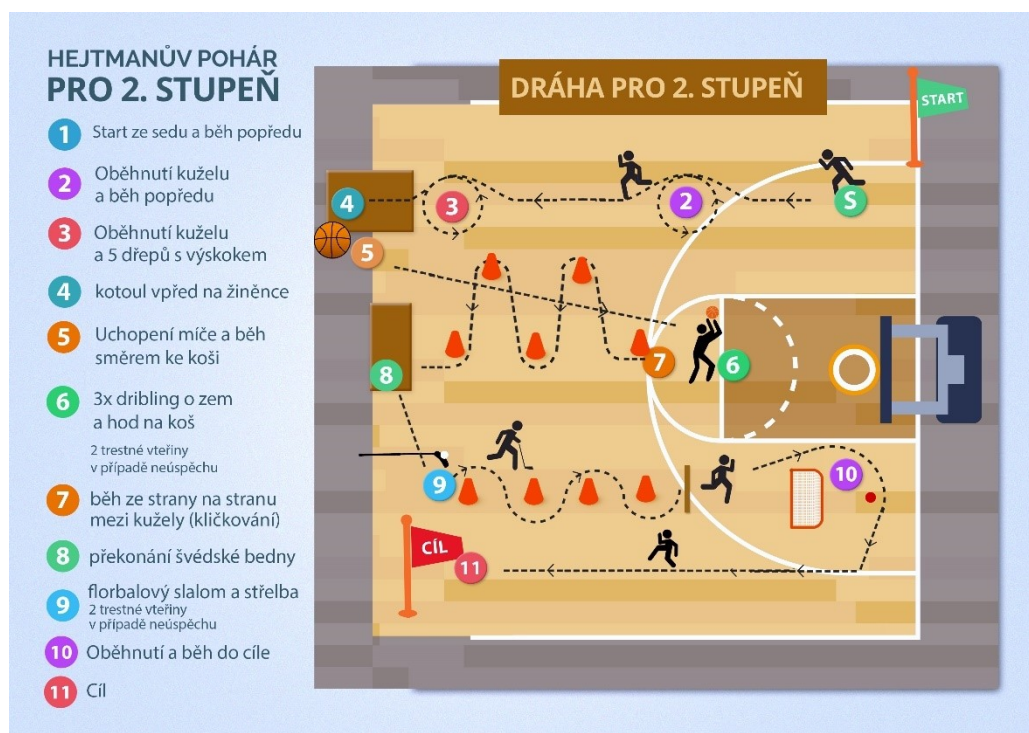 HEJTMANŮV POHÁR
PRO 2. STUPEŇ
1 Start ze sedu a běh popředu
2 Oběhnutí kuželu
a běh popředu
3 Oběhnutí kuželu
a 5 dřepů s výskokem
4 kotoul vpřed na žiněnce
5 Uchopení míče a běh
směrem ke koši
6 3x dribling o zem
a hod na koš
2 trestné vteřiny
v případě neúspěchu
7 běh ze strany na stranu
mezi kužely (kličkování)
8 překonání švédské bedny
9 florbalový slalom a střelba
2 trestné vteřiny
v případě neúspěchu
10 Oběhnutí a běh do cíle
11 Cíl
DRÁHA PRO 2. STUPEŇ
START
4
3
2
S
5
7
6
8
9
10
CÍL
11